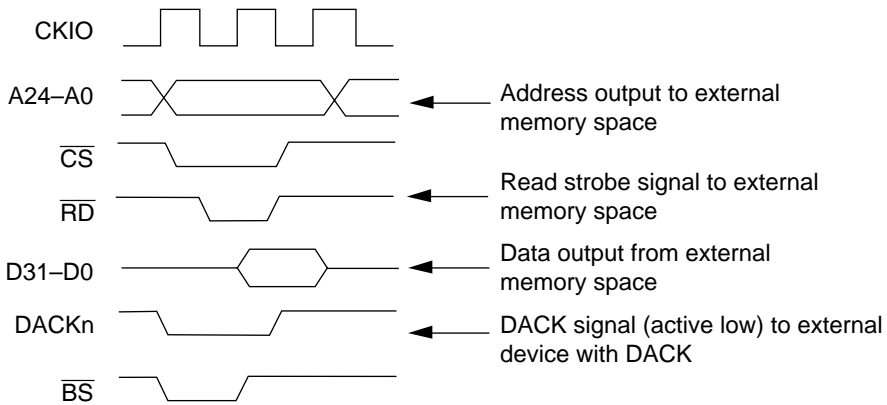 CKIO
A24–A0
Address output to external
memory space
CS
Read strobe signal to external
memory space
RD
D31–D0
Data output from external
memory space
DACKn
DACK signal (active low) to external
device with DACK
BS